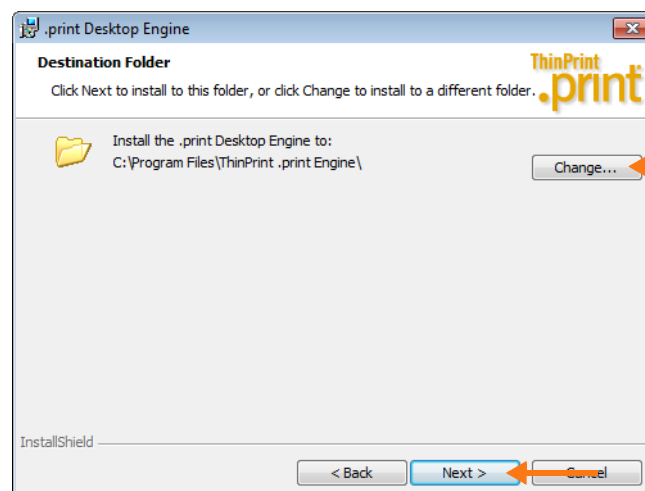 .print Desktop Engine
Destination Folder
Click Next to install to this folder, or click Change to install to a different folder.
ThinPrint
.print
Install the .print Desktop Engine to:
C:\Program Files\ThinPrint .print Engine\
Change...
InstallShield
< Back
Next >
Cancel